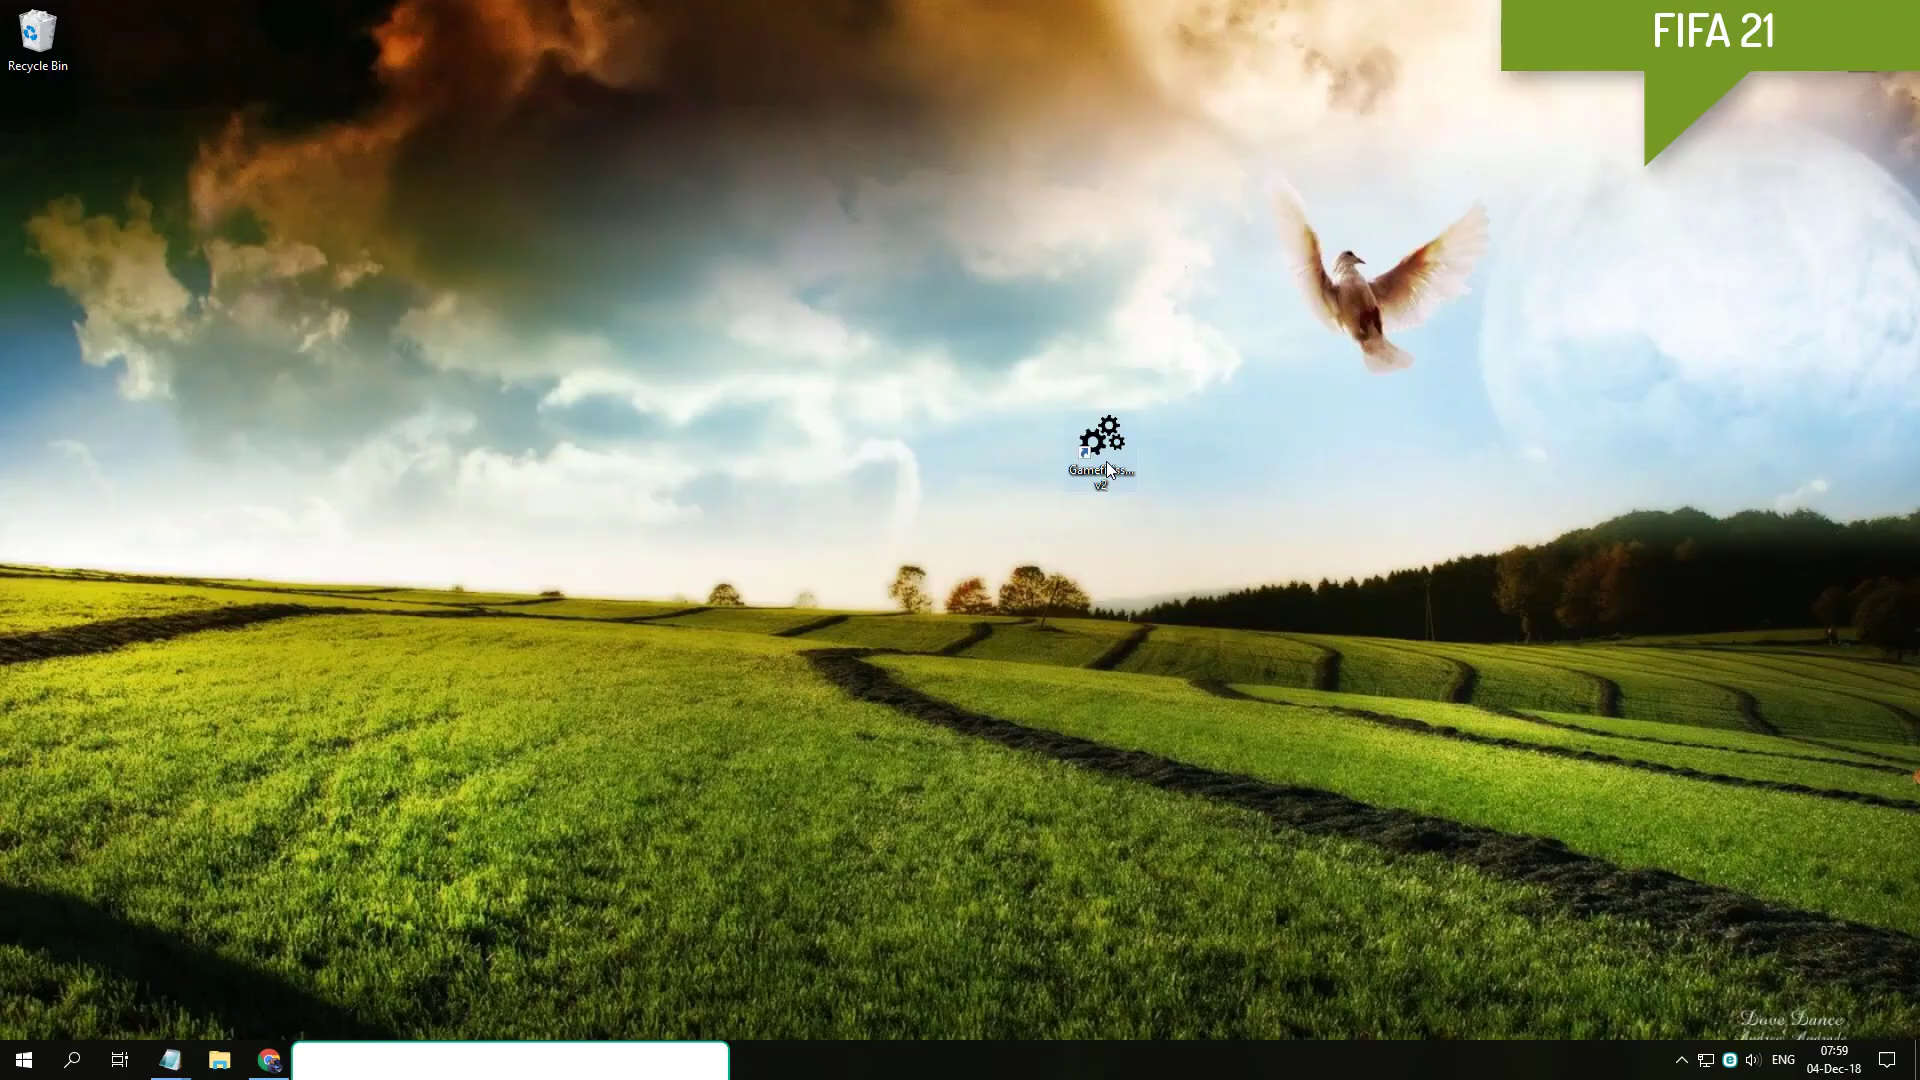 FIFA 21
Recycle Bin
v2
Dove Dance
ENG
07:59
04-Dec-18